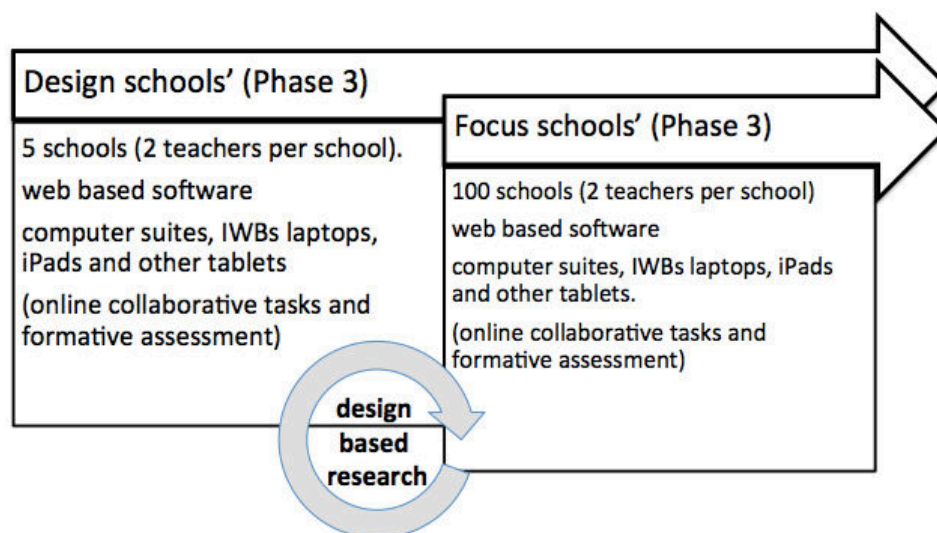 Design schools’ (Phase 3)
5 schools (2 teachers per school).
web based software
computer suites, IWBs laptops,
iPads and other tablets
(online collaborative tasks and
formative assessment)
Focus schools’ (Phase 3)
100 schools (2 teachers per school)
web based software
computer suites, IWBs laptops, iPads
and other tablets.
(online collaborative tasks and
formative assessment)
design
based
research